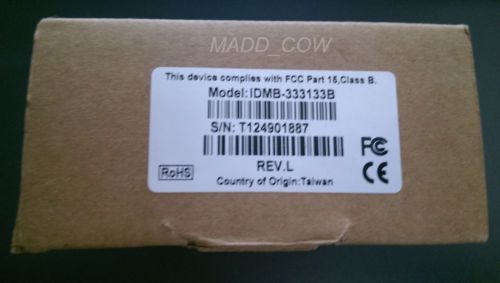 MADD_COW
This device complies with FCC Part 15,Class B.
Model:IDMB-333133B
S/N: T124901887
FC
RoHS
REV.L
CE
Country of Origin:Taiwan